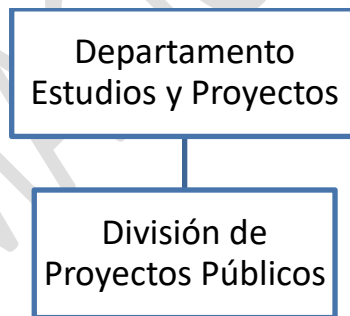 Departamento
Estudios y Proyectos
División de
Proyectos Públicos